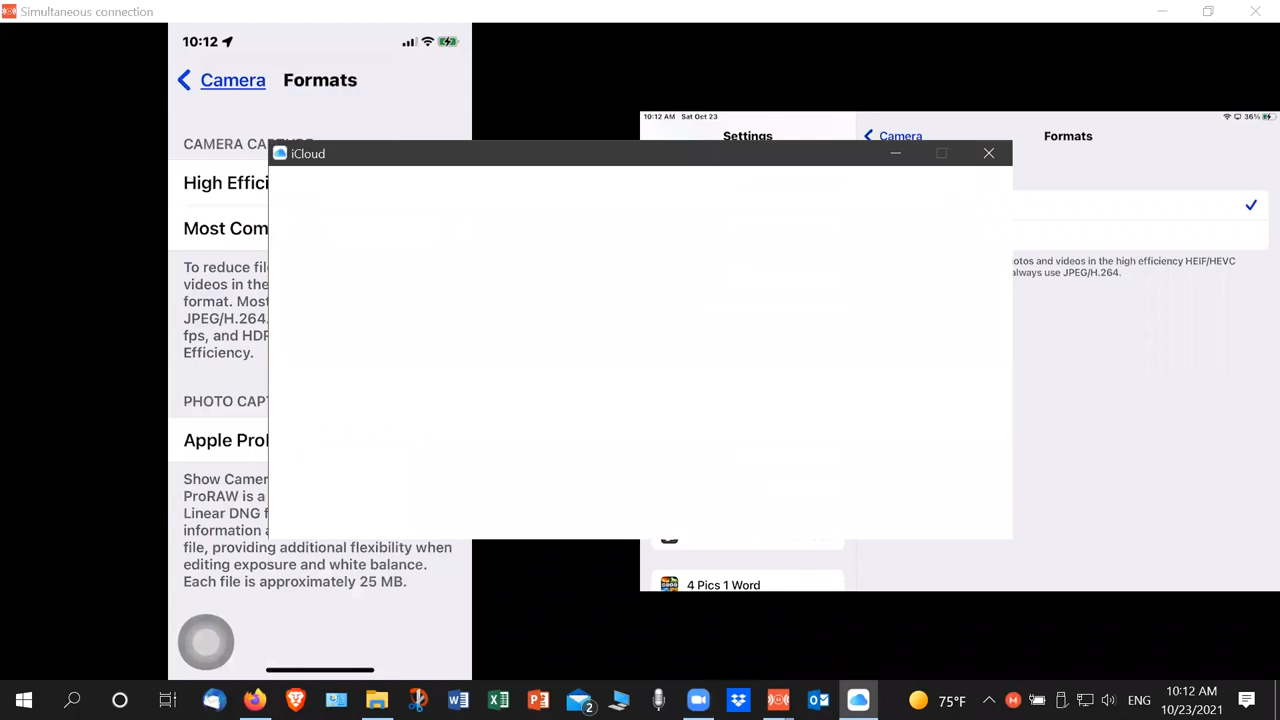 Simultaneous connection
10:12
Camera
Formats
CAMERA
High Effici
Most Com
To reduce file
videos in the
format. Most
JPEG/H.264.
fps, and HDR
Efficiency.
PHOTO CAPT
Apple ProR
Show Camer
ProRAW is a
Linear DNG f
information a
file, providing additional flexibility when
editing exposure and white balance.
Each file is approximately 25 MB.
iCloud
10:12 AM Sat Oct 23
36%
Settings
Camera
Formats
otos and videos in the high efficiency HEIF/HEVC
always use JPEG/H.264.
4 Pics 1 Word
2
75°F
ENG
10:12 AM
10/23/2021